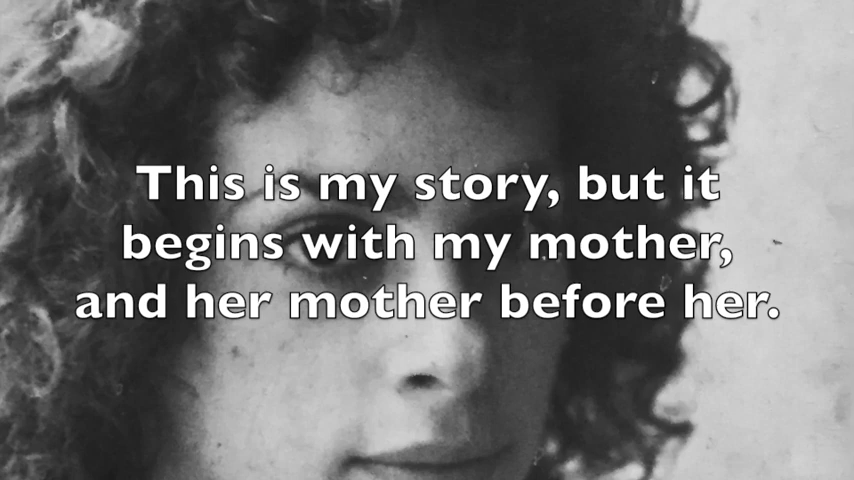 This is my story, but it
begins with my mother,
and her mother before her.